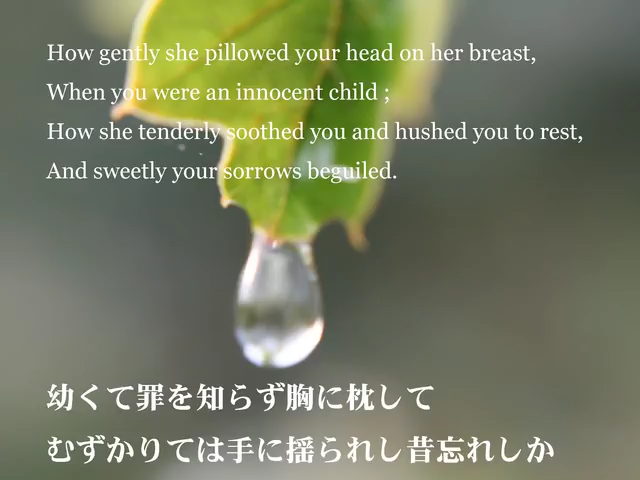 How gently she pillowed your head on her breast,
When you were an innocent child ;
How she tenderly soothed you and hushed you to rest,
And sweetly your sorrows beguiled.
幼くて罪を知らず胸に枕して
むずかりては手に揺られし昔忘れしか